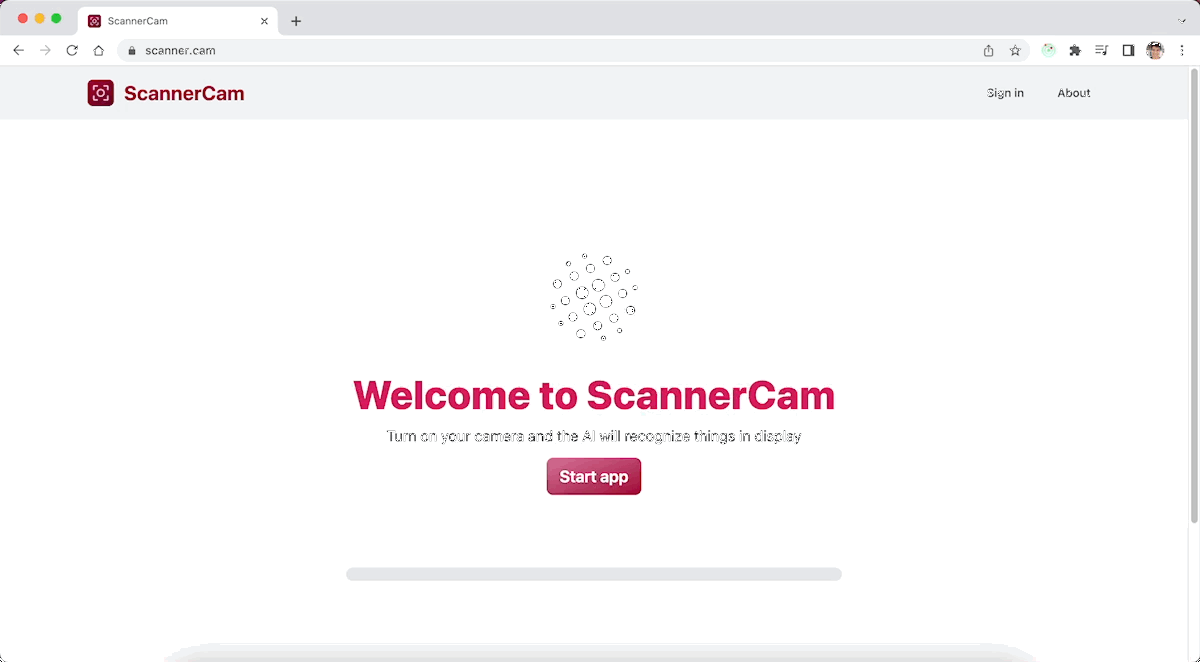 ScannerCam
scanner.cam
ScannerCam
Sign in
About
Welcome to ScannerCam
Turn on your camera and the AI will recognize things in display
Start app